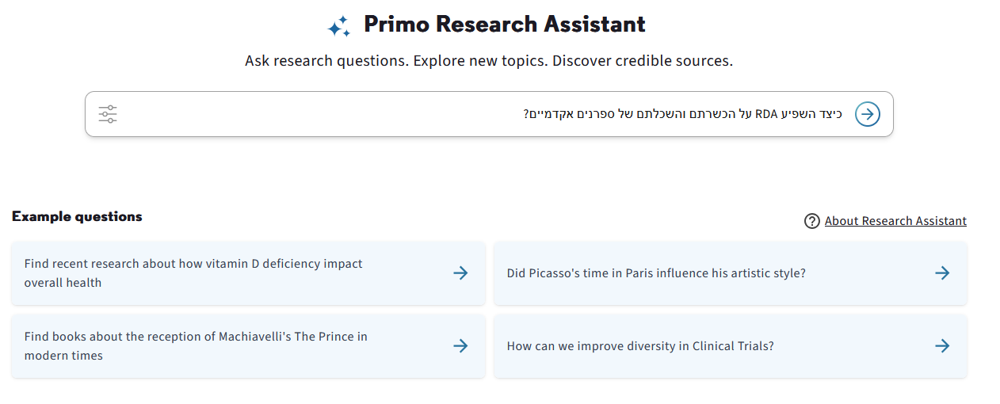 Primo Research Assistant
Ask research questions. Explore new topics. Discover credible sources.
כיצד השפיע RDA על הכשרתם והשכלתם של ספרנים אקדמיים?
Example questions
About Research Assistant
Find recent research about how vitamin D deficiency impact
overall health
Did Picasso's time in Paris influence his artistic style?
Find books about the reception of Machiavelli's The Prince in
modern times
How can we improve diversity in Clinical Trials?